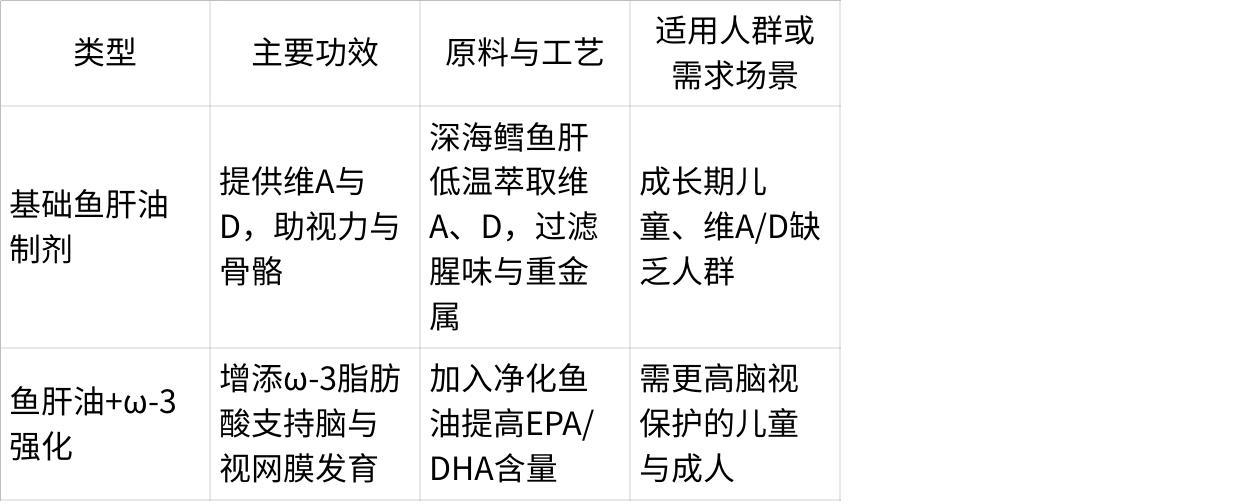 类型
主要功效
原料与工艺
适用人群或
需求场景
基础鱼肝油
制剂
提供维A与
D，助视力与
骨骼
深海鳕鱼肝
低温萃取维
A、D，过滤
腥味与重金
属
成长期儿
童、维A/D缺
乏人群
鱼肝油+ω-3
强化
增添ω-3脂肪
酸支持脑与
视网膜发育
加入净化鱼
油提高EPA/
DHA含量
需更高脑视
保护的儿童
与成人